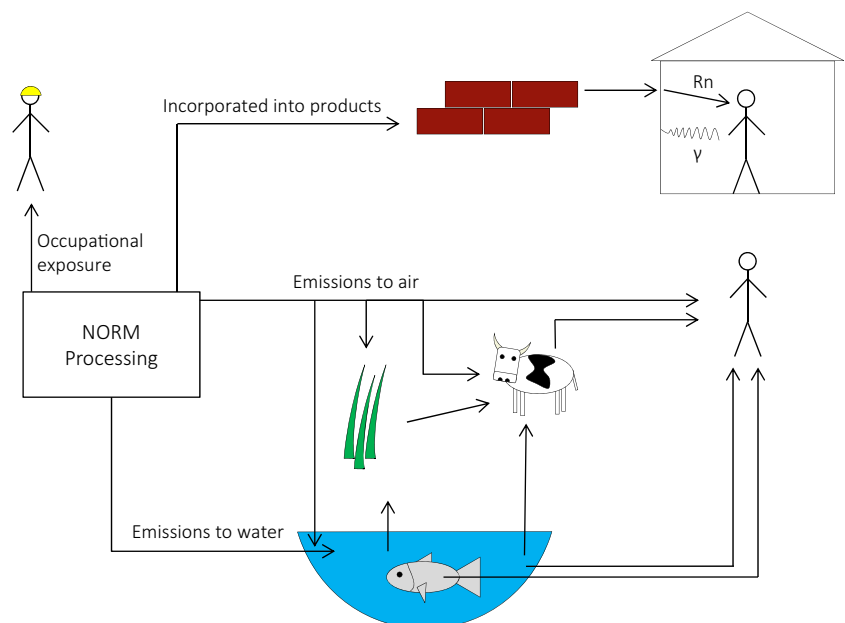 Rn
Incorporated into products
γ
Occupational
exposure
Emissions to air
NORM
Processing
Emissions to water